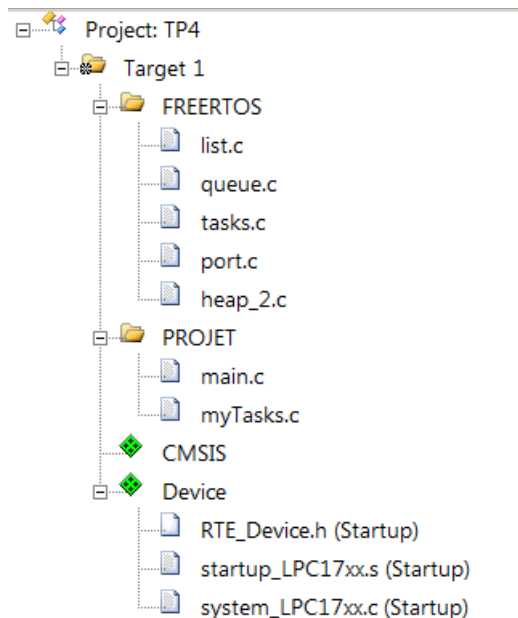 Project: TP4
Target 1
FREERTOS
list.c
queue.c
tasks.c
port.c
heap_2.c
PROJET
main.c
myTasks.c
CMSIS
Device
RTE_Device.h (Startup)
startup_LPC17xx.s (Startup)
system_LPC17xx.c (Startup)